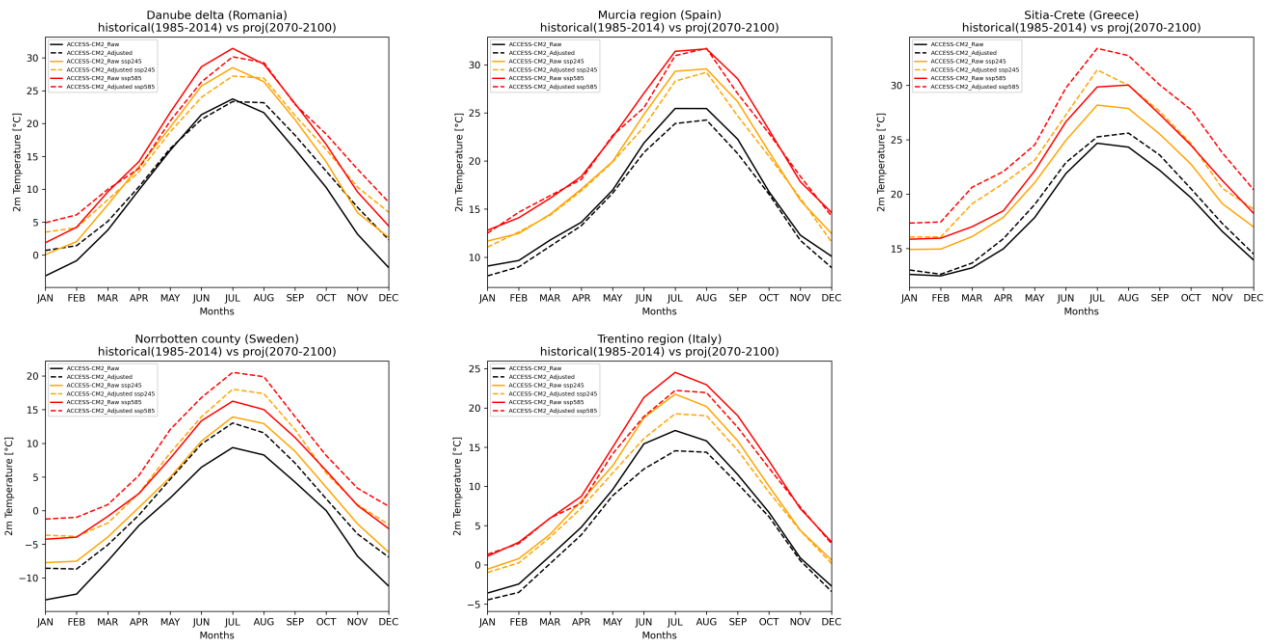 Danube delta (Romania)
historical(1985-2014) vs proj(2070-2100)
ACCESS-CM2_Raw
ACCESS-CM2_Adjusted
ACCESS-CM2_Raw ssp245
ACCESS-CM2_Adjusted ssp245
ACCESS-CM2_Raw ssp585
ACCESS-CM2_Adjusted ssp585
2m Temperature [°C]
30
25
20
15
10
5
0
JAN FEB MAR APR MAY JUN JUL AUG SEP OCT NOV DEC
Months
Murcia region (Spain)
historical(1985-2014) vs proj(2070-2100)
ACCESS-CM2_Raw
ACCESS-CM2_Adjusted
ACCESS-CM2_Raw ssp245
ACCESS-CM2_Adjusted ssp245
ACCESS-CM2_Raw ssp585
ACCESS-CM2_Adjusted ssp585
2m Temperature [°C]
30
25
20
15
10
JAN FEB MAR APR MAY JUN JUL AUG SEP OCT NOV DEC
Months
Sitia-Crete (Greece)
historical(1985-2014) vs proj(2070-2100)
ACCESS-CM2_Raw
ACCESS-CM2_Adjusted
ACCESS-CM2_Raw ssp245
ACCESS-CM2_Adjusted ssp245
ACCESS-CM2_Raw ssp585
ACCESS-CM2_Adjusted ssp585
2m Temperature [°C]
30
25
20
15
JAN FEB MAR APR MAY JUN JUL AUG SEP OCT NOV DEC
Months
Norrbotten county (Sweden)
historical(1985-2014) vs proj(2070-2100)
ACCESS-CM2_Raw
ACCESS-CM2_Adjusted
ACCESS-CM2_Raw ssp245
ACCESS-CM2_Adjusted ssp245
ACCESS-CM2_Raw ssp585
ACCESS-CM2_Adjusted ssp585
2m Temperature [°C]
20
15
10
5
0
−5
−10
JAN FEB MAR APR MAY JUN JUL AUG SEP OCT NOV DEC
Months
Trentino region (Italy)
historical(1985-2014) vs proj(2070-2100)
ACCESS-CM2_Raw
ACCESS-CM2_Adjusted
ACCESS-CM2_Raw ssp245
ACCESS-CM2_Adjusted ssp245
ACCESS-CM2_Raw ssp585
ACCESS-CM2_Adjusted ssp585
2m Temperature [°C]
25
20
15
10
5
0
−5
JAN FEB MAR APR MAY JUN JUL AUG SEP OCT NOV DEC
Months